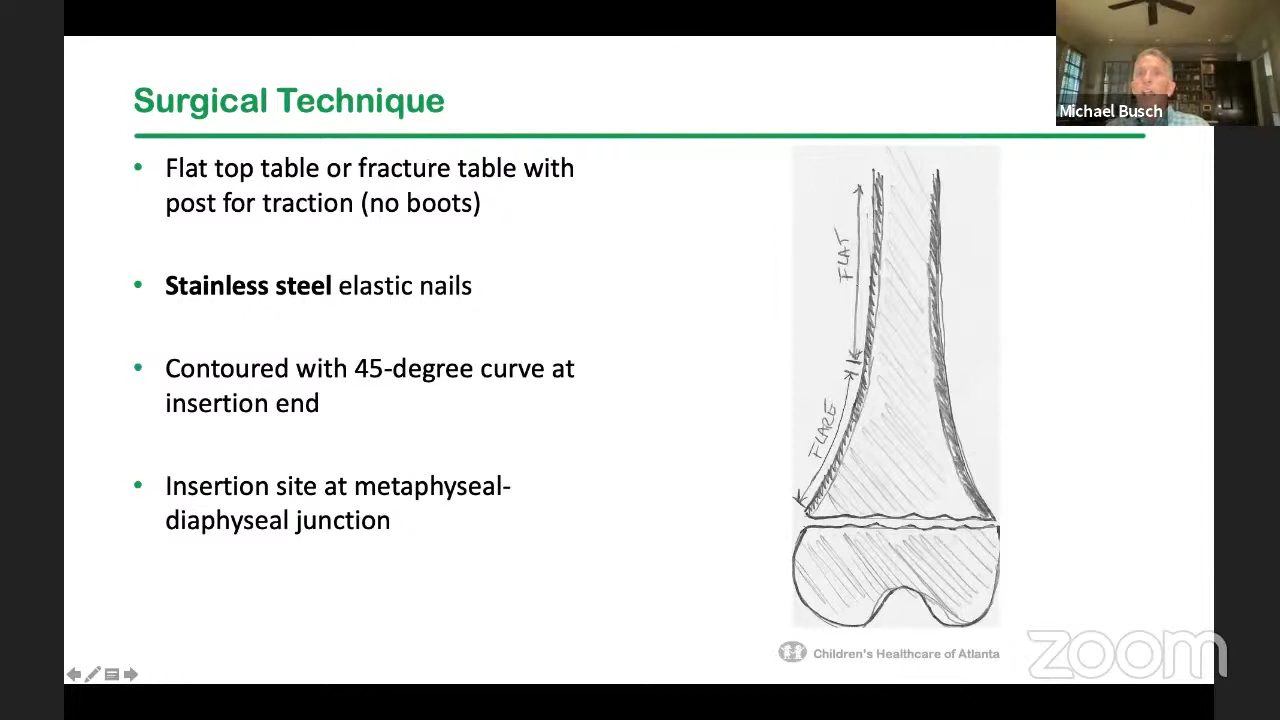 Surgical Technique
Michael Busch
• Flat top table or fracture table with
post for traction (no boots)
• Stainless steel elastic nails
• Contoured with 45-degree curve at
insertion end
• Insertion site at metaphyseal-
diaphyseal junction
FLAT
FLARE
Children's Healthcare of Atlanta
zoom